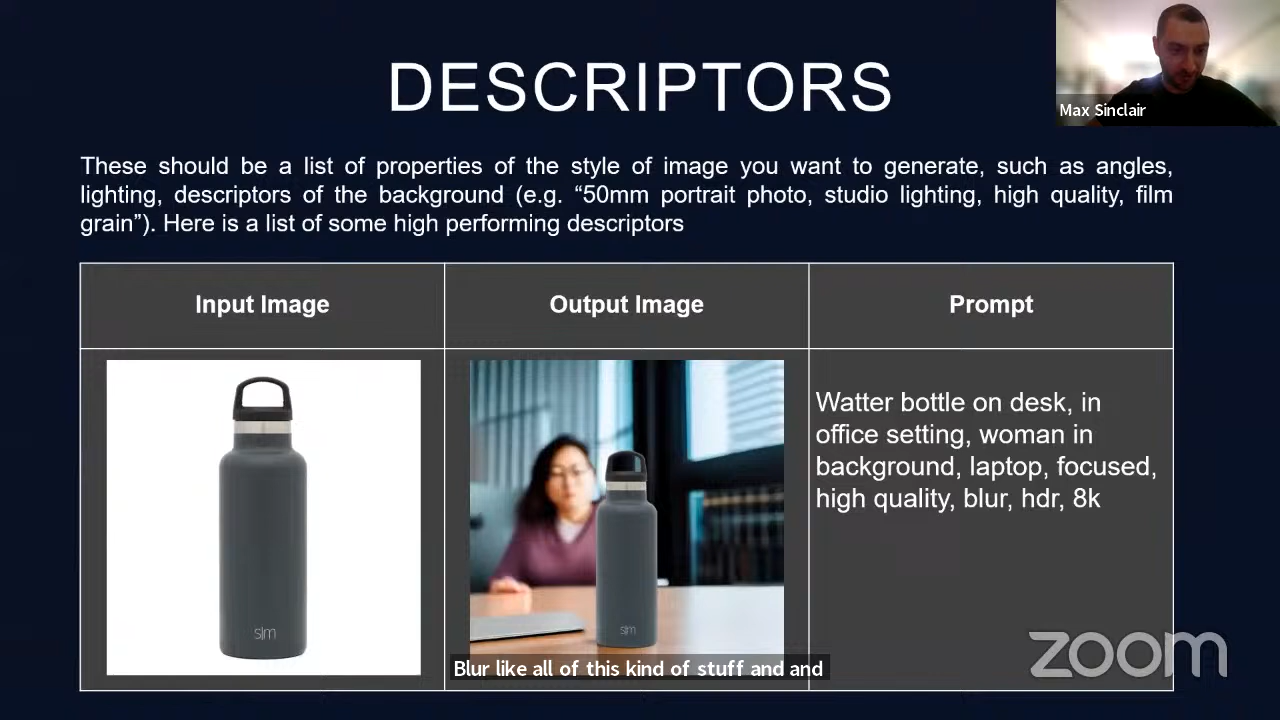 DESCRIPTORS
Max Sinclair
These should be a list of properties of the style of image you want to generate, such as angles,
lighting, descriptors of the background (e.g. “50mm portrait photo, studio lighting, high quality, film
grain”). Here is a list of some high performing descriptors
Input Image
Output Image
Prompt
slm
slm
Watter bottle on desk, in
office setting, woman in
background, laptop, focused,
high quality, blur, hdr, 8k
Blur like all of this kind of stuff and and
zoom